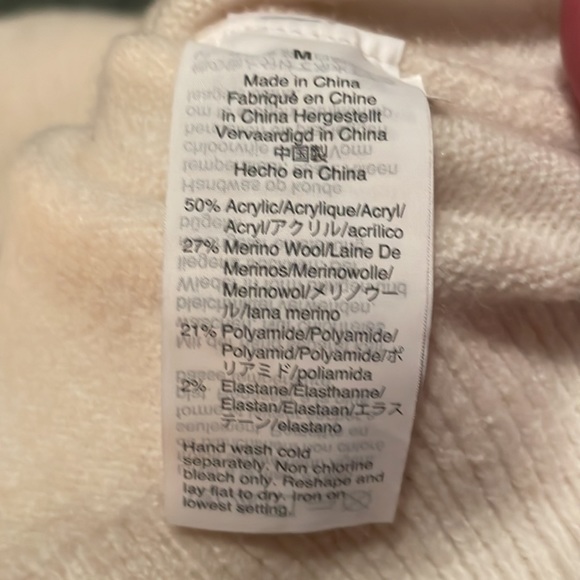 M
Made in China
Fabriqué en Chine
in China Hergestellt
Vervaardigd in China
中国製
Hecho en China
50% Acrylic/Acrylique/Acryl/
Acryl/アクリル/acrílico
27% Merino Wool/Laine De
Merinos/Merinowolle/
Merinowol/メリノウー
ル/lana merino
21% Polyamide/Polyamide/
Polyamid/Polyamide/ポ
リアミド/poliamida
2% Elastane/Élasthanne/
Elastan/Elastaan/エラス
テーン/elastano
Hand wash cold
separately. Non chlorine
bleach only. Reshape and
lay flat to dry. Iron on
lowest setting.